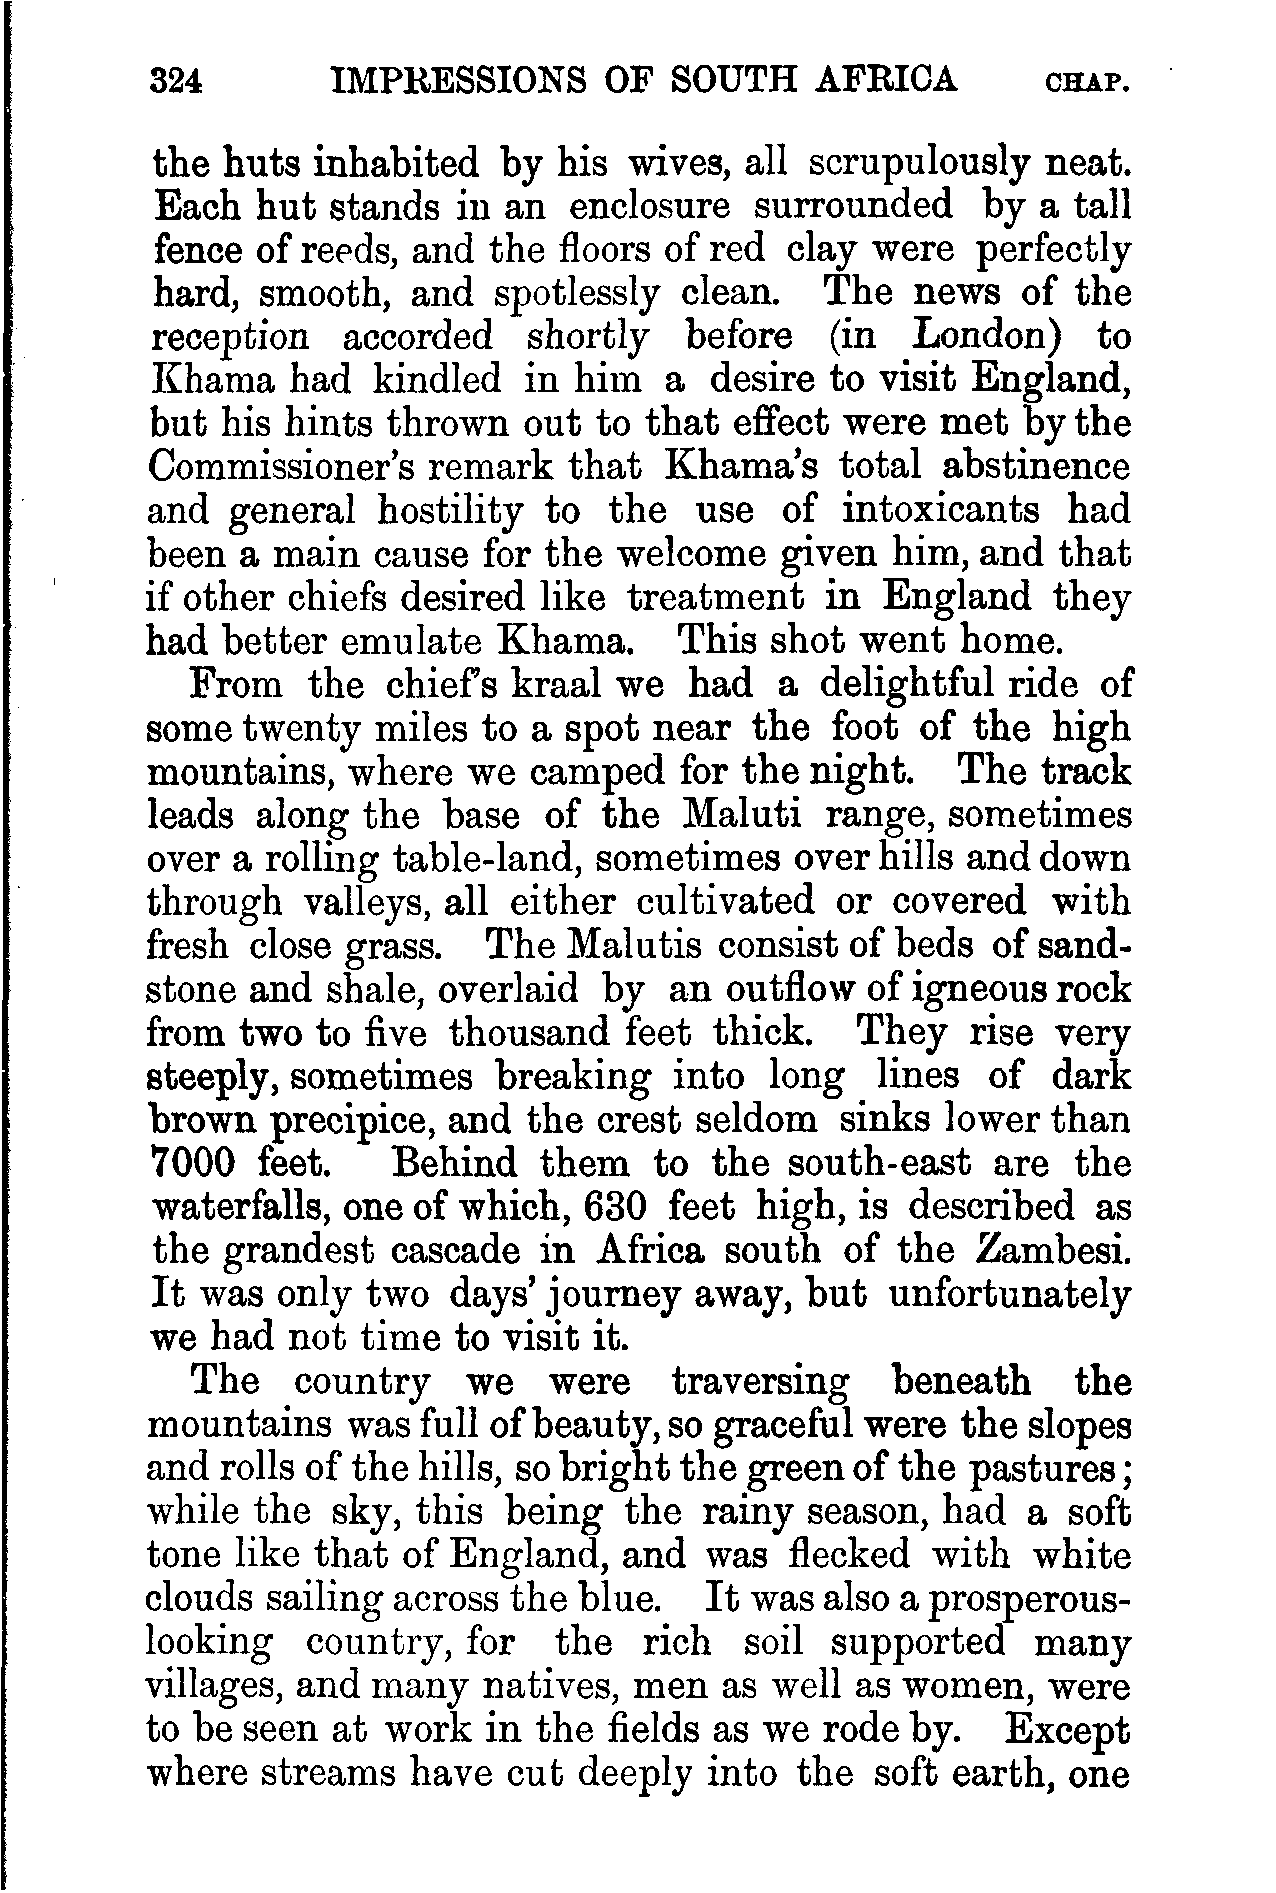 324 IMPRESSIONS OF SOUTH AFRICA CHAP.
the huts inhabited by his wives, all scrupulously neat.
Each hut stands in an enclosure surrounded by a tall
fence of reeds, and the floors of red clay were perfectly
hard, smooth, and spotlessly clean. The news of the
reception accorded shortly before (in London) to
Khama had kindled in him a desire to visit England,
but his hints thrown out to that effect were met by the
Commissioner's remark that Khama's total abstinence
and general hostility to the use of intoxicants had
been a main cause for the welcome given him, and that
if other chiefs desired like treatment in England they
had better emulate Khama. This shot went home.
From the chief's kraal we had a delightful ride of
some twenty miles to a spot near the foot of the high
mountains, where we camped for the night. The track
leads along the base of the Maluti range, sometimes
over a rolling table-land, sometimes over hills and down
through valleys, all either cultivated or covered with
fresh close grass. The Malutis consist of beds of sand-
stone and shale, overlaid by an outflow of igneous rock
from two to five thousand feet thick. They rise very
steeply, sometimes breaking into long lines of dark
brown precipice, and the crest seldom sinks lower than
7000 feet. Behind them to the south-east are the
waterfalls, one of which, 630 feet high, is described as
the grandest cascade in Africa south of the Zambesi.
It was only two days' journey away, but unfortunately
we had not time to visit it.
The country we were traversing beneath the
mountains was full of beauty, so graceful were the slopes
and rolls of the hills, so bright the green of the pastures;
while the sky, this being the rainy season, had a soft
tone like that of England, and was flecked with white
clouds sailing across the blue. It was also a prosperous-
looking country, for the rich soil supported many
villages, and many natives, men as well as women, were
to be seen at work in the fields as we rode by. Except
where streams have cut deeply into the soft earth, one